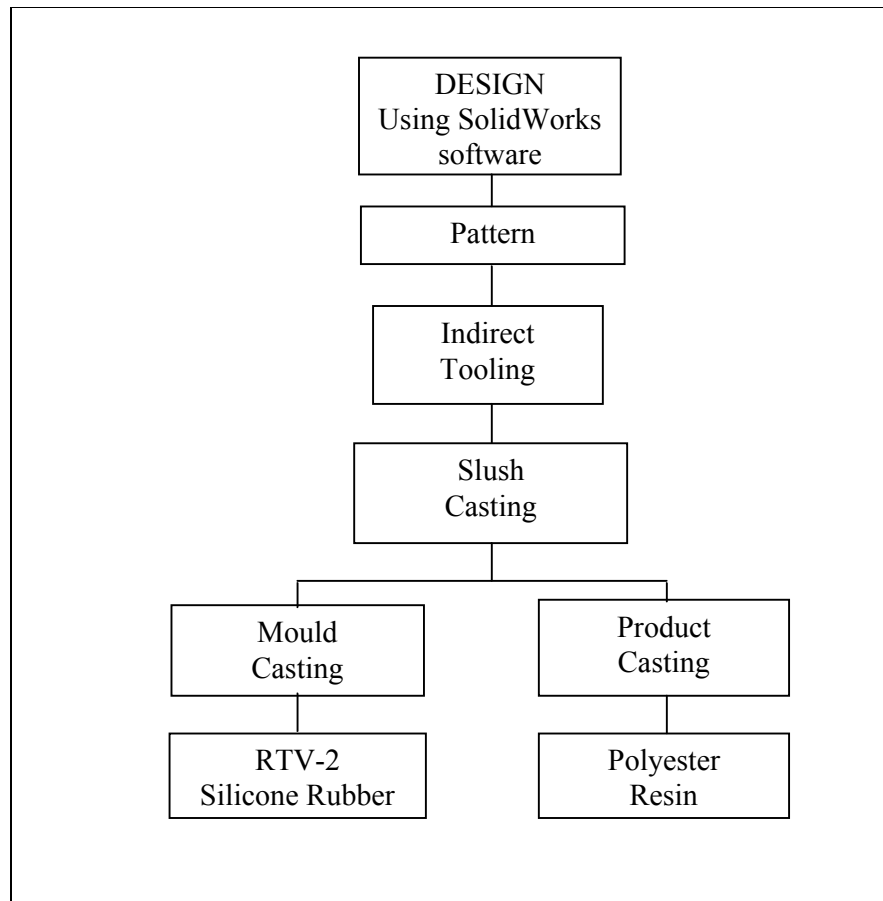 DESIGN
Using SolidWorks
software
Pattern
Indirect
Tooling
Slush
Casting
Mould
Casting
Product
Casting
RTV-2
Silicone Rubber
Polyester
Resin